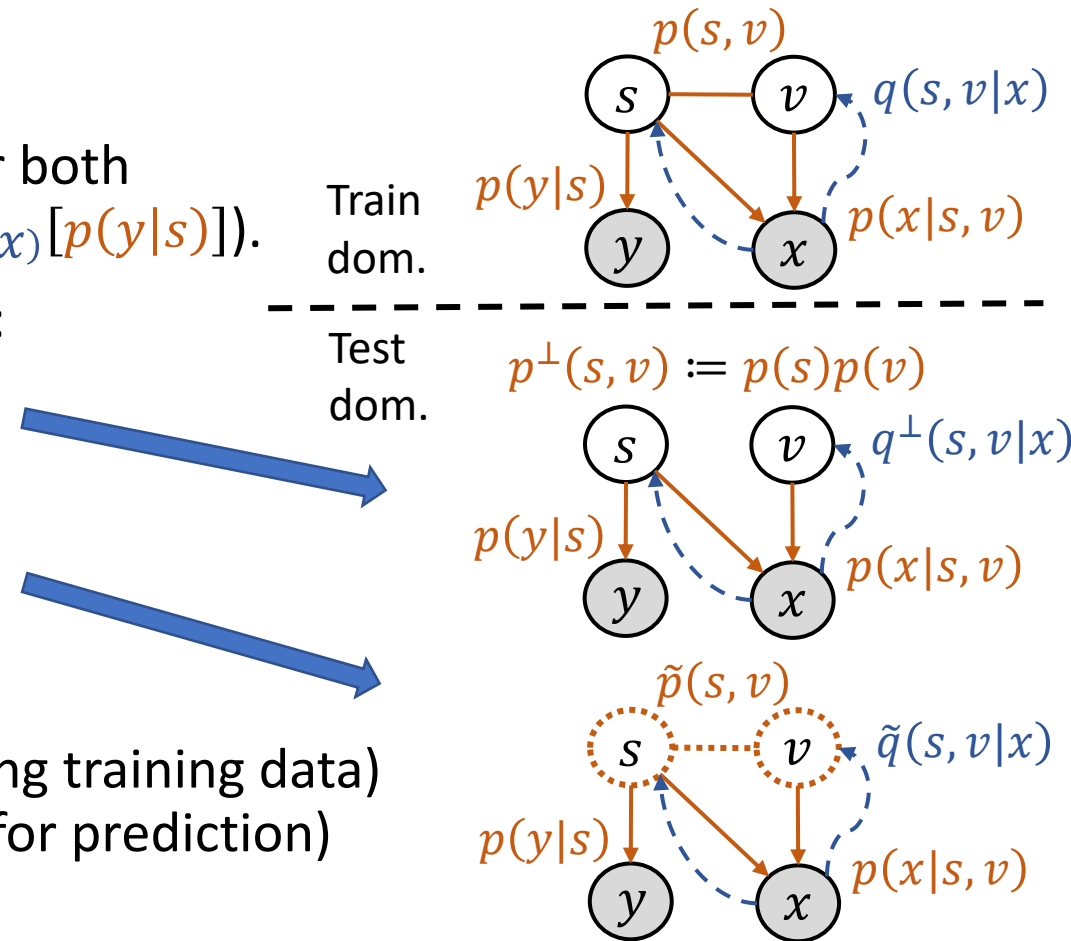 r both
x) [p(y|s)]).
:
ng training data)
for prediction)
Train
dom.
p(s, v)
s
v
q(s, v|x)
p(y|s)
p(x|s, v)
y
x
Test
dom.
p⊥(s, v) ≔ p(s)p(v)
s
v
q⊥(s, v|x)
p(y|s)
p(x|s, v)
y
x
p̃(s, v)
s
v
q̃(s, v|x)
p(y|s)
p(x|s, v)
y
x